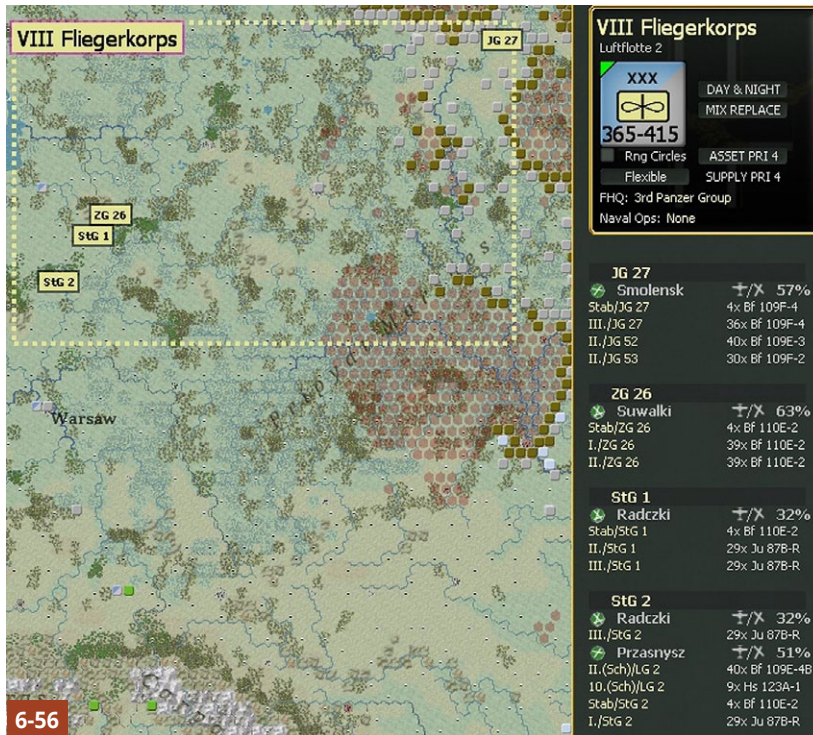 VIII Fliegerkorps
JG 27
ZG 26
StG 1
StG 2
Pripyat Marshes
Warsaw
6-56
VIII Fliegerkorps
Luftflotte 2
XXX
365-415
DAY & NIGHT
MIX REPLACE
Rng Circles
ASSET PRI 4
Flexible
SUPPLY PRI 4
FHQ: 3rd Panzer Group
Naval Ops: None
JG 27
Smolensk 57%
Stab/JG 27 4x Bf 109F-4
III./JG 27 36x Bf 109F-4
II./JG 52 40x Bf 109E-3
II./JG 53 30x Bf 109F-2
ZG 26
Suwalki 63%
Stab/ZG 26 4x Bf 110E-2
I./ZG 26 39x Bf 110E-2
II./ZG 26 39x Bf 110E-2
StG 1
Radczki 32%
Stab/StG 1 4x Bf 110E-2
II./StG 1 29x Ju 87B-R
III./StG 1 29x Ju 87B-R
StG 2
Radczki 32%
III./StG 2 29x Ju 87B-R
Przasnysz 51%
II.(Sch)/LG 2 40x Bf 109E-4B
10.(Sch)/LG 2 9x Hs 123A-1
Stab/StG 2 4x Bf 110E-2
I./StG 2 29x Ju 87B-R